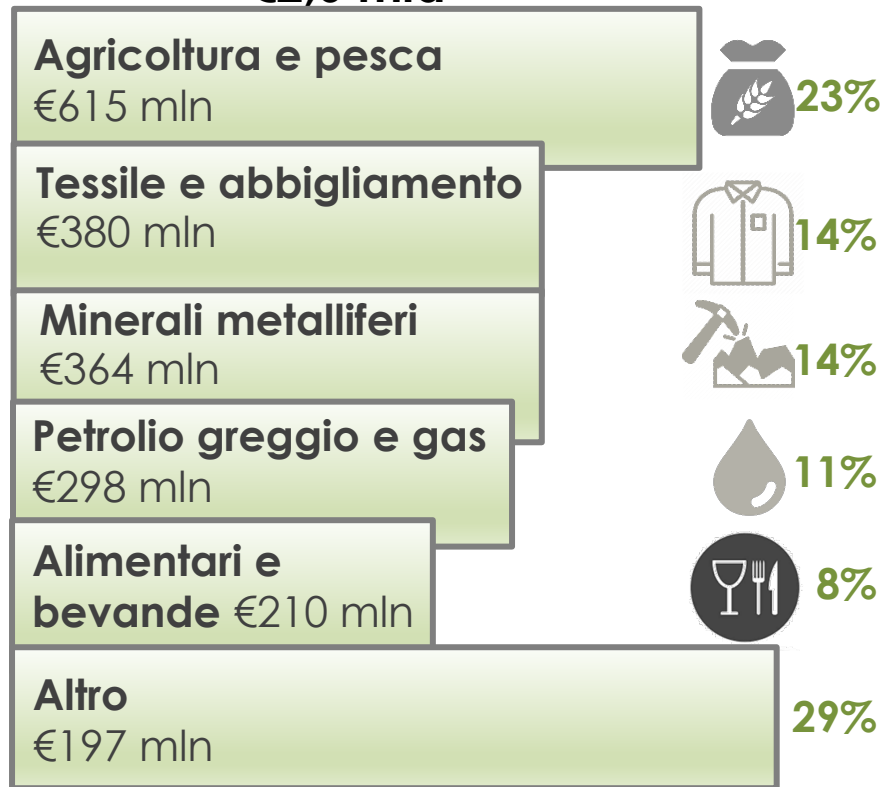 Agricoltura e pesca
€615 mln
23%
Tessile e abbigliamento
€380 mln
14%
Minerali metalliferi
€364 mln
14%
Petrolio greggio e gas
€298 mln
11%
Alimentari e
bevande €210 mln
8%
Altro
€197 mln
29%